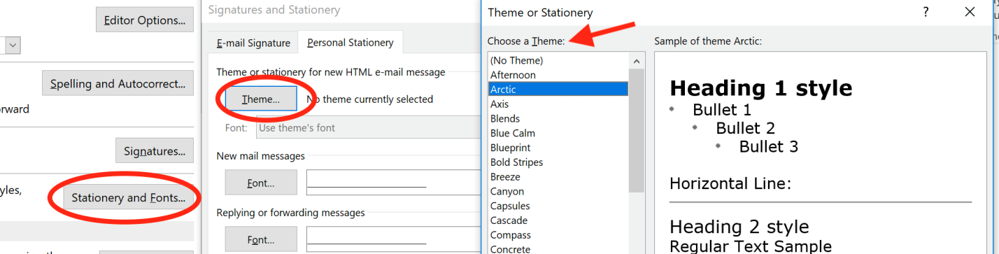 Editor Options...
Spelling and Autocorrect...
orward
Signatures...
yles,
Stationery and Fonts...
Signatures and Stationery
E-mail Signature
Personal Stationery
Theme or stationery for new HTML e-mail message
Theme...
No theme currently selected
Font:
Use theme's font
New mail messages
Font...
Replying or forwarding messages
Font...
Theme or Stationery
?
Choose a Theme:
(No Theme)
Afternoon
Arctic
Axis
Blends
Blue Calm
Blueprint
Bold Stripes
Breeze
Canyon
Capsules
Cascade
Compass
Concrete
Sample of theme Arctic:
Heading 1 style
• Bullet 1
• Bullet 2
• Bullet 3
Horizontal Line:
Heading 2 style
Regular Text Sample